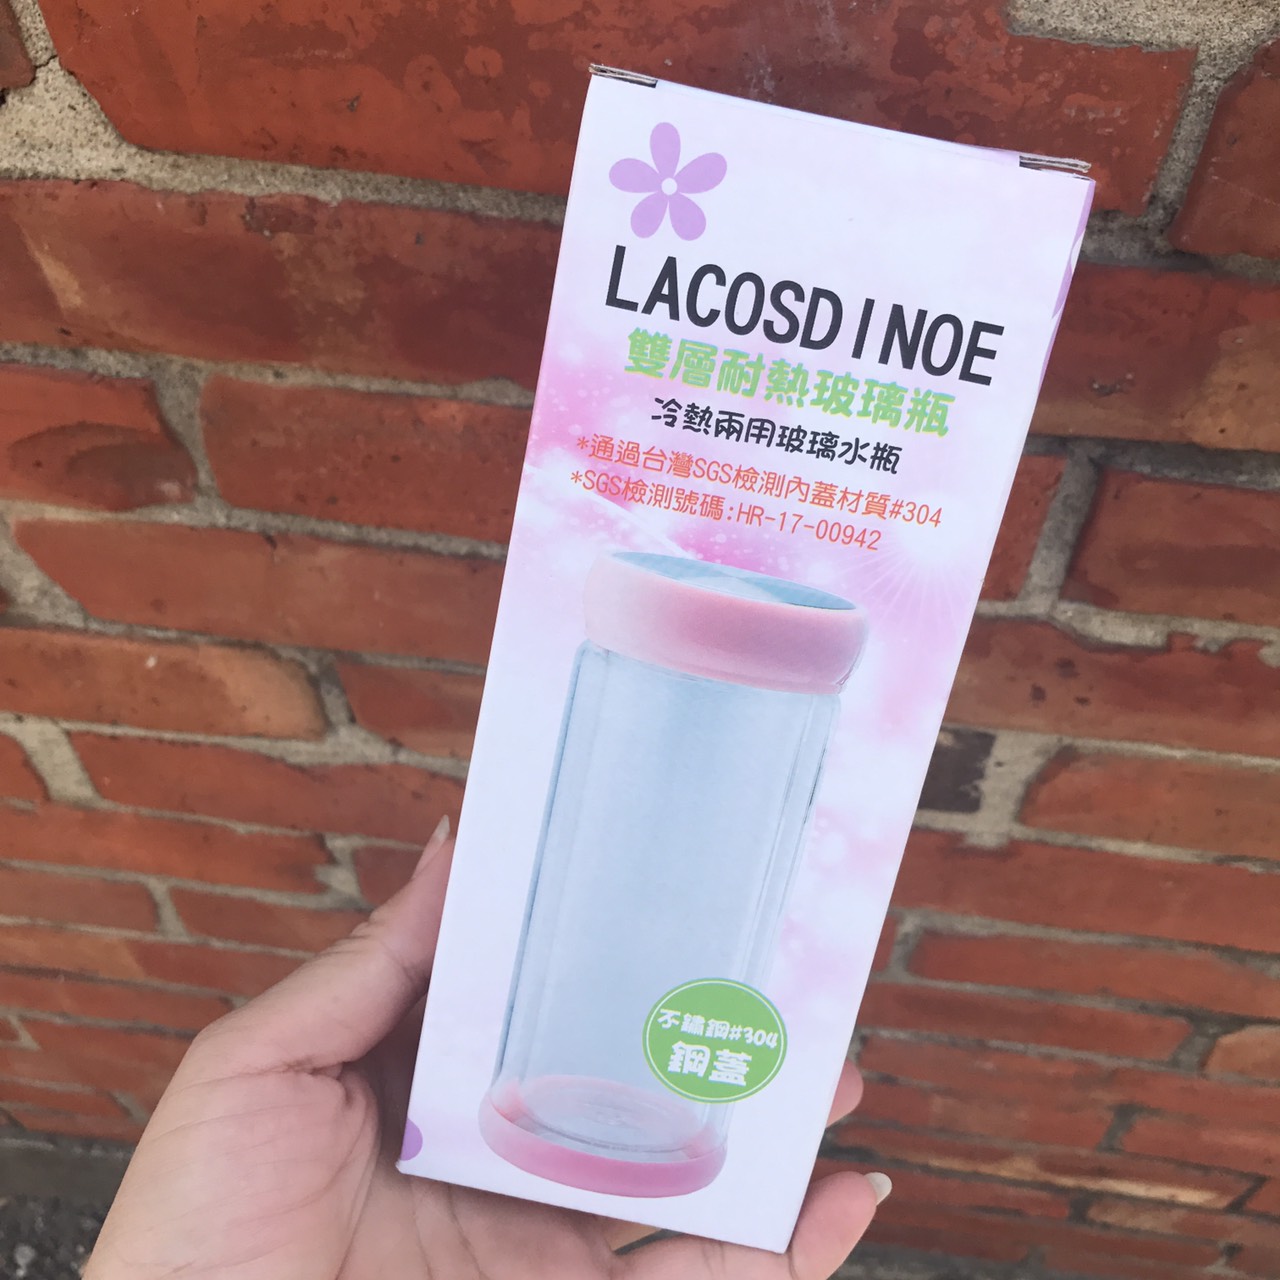 LACOSDINOE
雙層耐熱玻璃瓶
冷熱兩用玻璃水瓶
*通過台灣SGS檢測內蓋材質#304
*SGS檢測號碼:HR-17-00942
不鏽鋼#304
鋼蓋